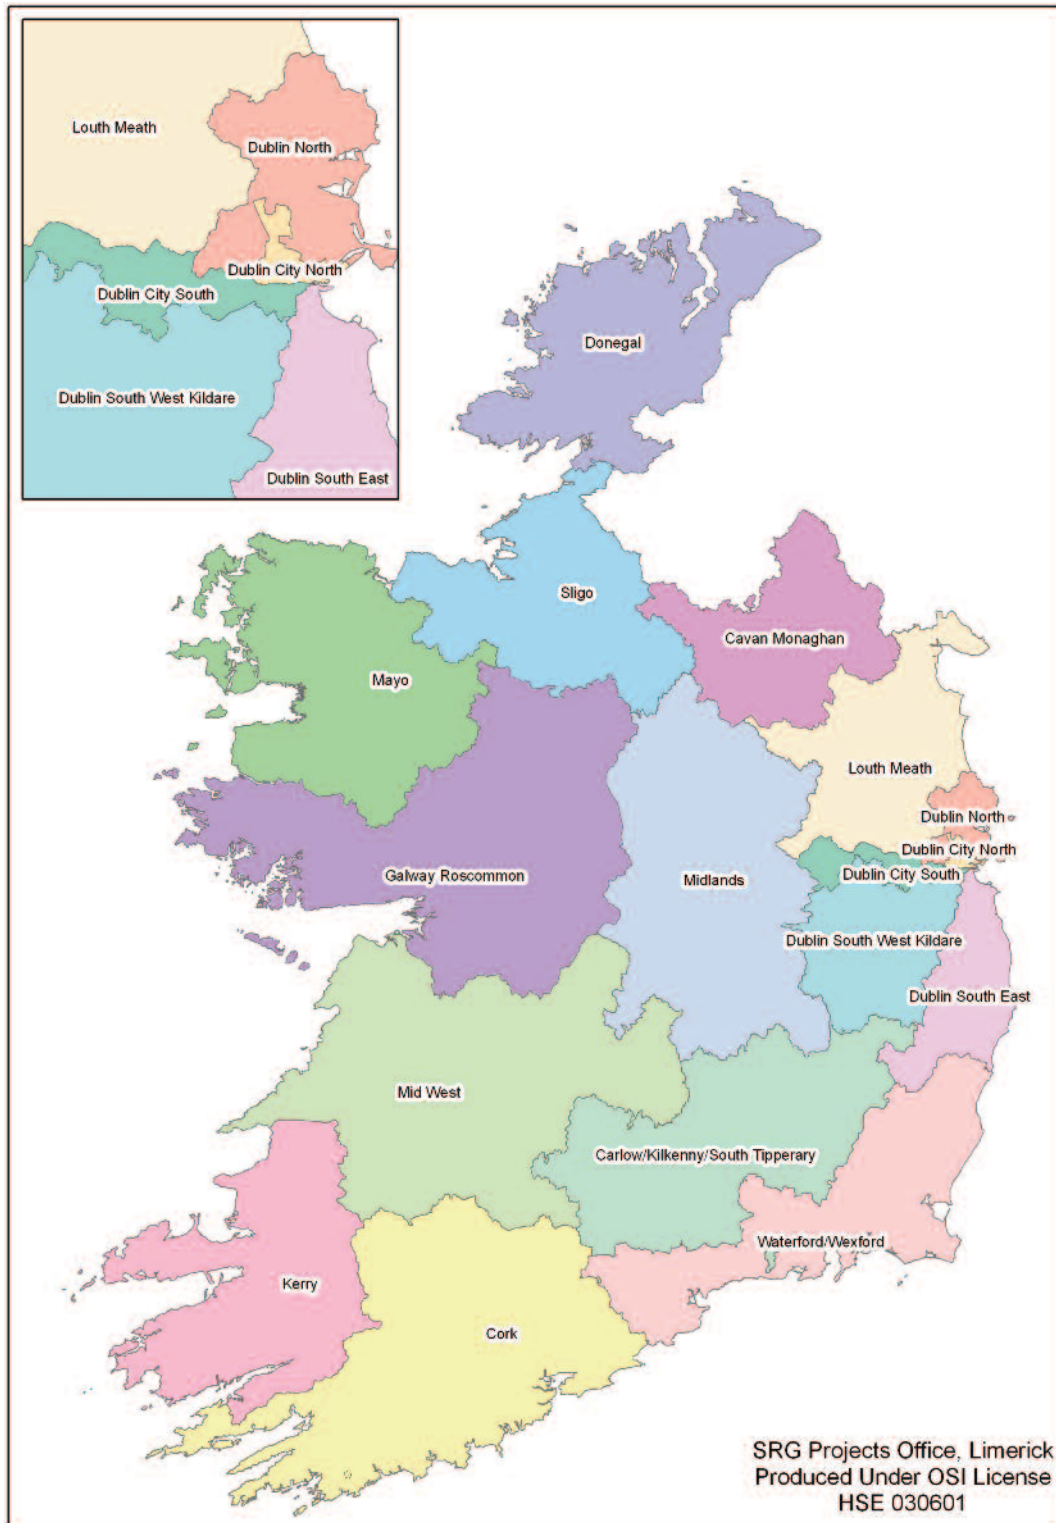 Louth Meath
Dublin North
Dublin City North
Dublin City South
Dublin South West Kildare
Dublin South East
Donegal
Sligo
Cavan Monaghan
Mayo
Louth Meath
Dublin North
Dublin City North
Galway Roscommon
Midlands
Dublin City South
Dublin South West Kildare
Dublin South East
Mid West
Carlow/Kilkenny/South Tipperary
Waterford/Wexford
Kerry
Cork
SRG Projects Office, Limerick
Produced Under OSI License
HSE 030601